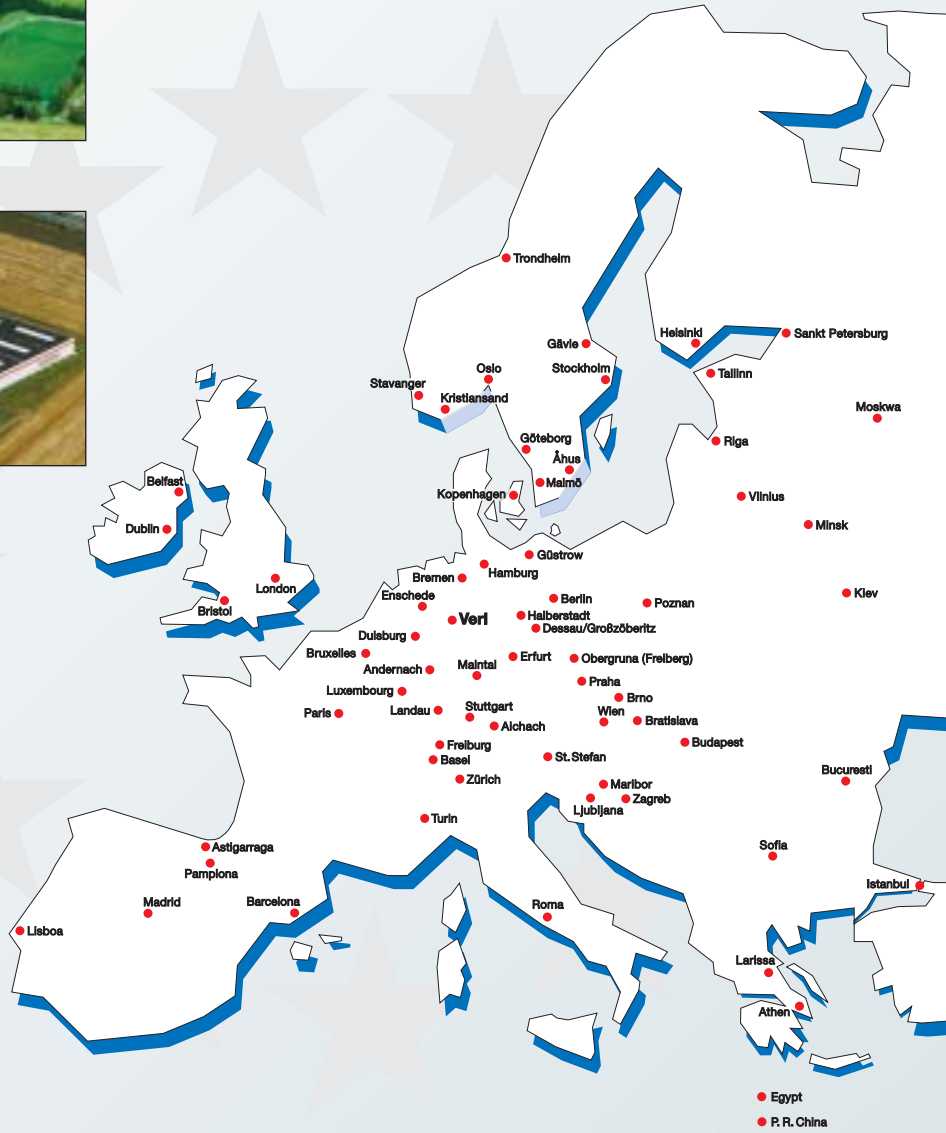 Trondheim
Helsinki
Sankt Petersburg
Gävie
Oslo
Stockholm
Tallinn
Stavanger
Kristiansand
Moskwa
Göteborg
Riga
Åhus
Belfast
Malmö
Kopenhagen
Vilnius
Dublin
Minsk
Güstrow
Hamburg
Bremen
London
Enschede
Berlin
Kiev
Bristol
Poznan
Halberstadt
Verl
Dessau/Großzöberitz
Duisburg
Bruxelles
Erfurt
Obergruna (Freiberg)
Andernach
Maintal
Praha
Luxembourg
Brno
Paris
Landau
Stuttgart
Wien
Bratislava
Aichach
Budapest
Freiburg
Basel
St. Stefan
Bucuresti
Zürich
Maribor
Zagreb
Ljubljana
Turin
Astigarraga
Sofia
Pamplona
Istanbul
Madrid
Barcelona
Roma
Lisboa
Larissa
Athen
Egypt
P. R. China